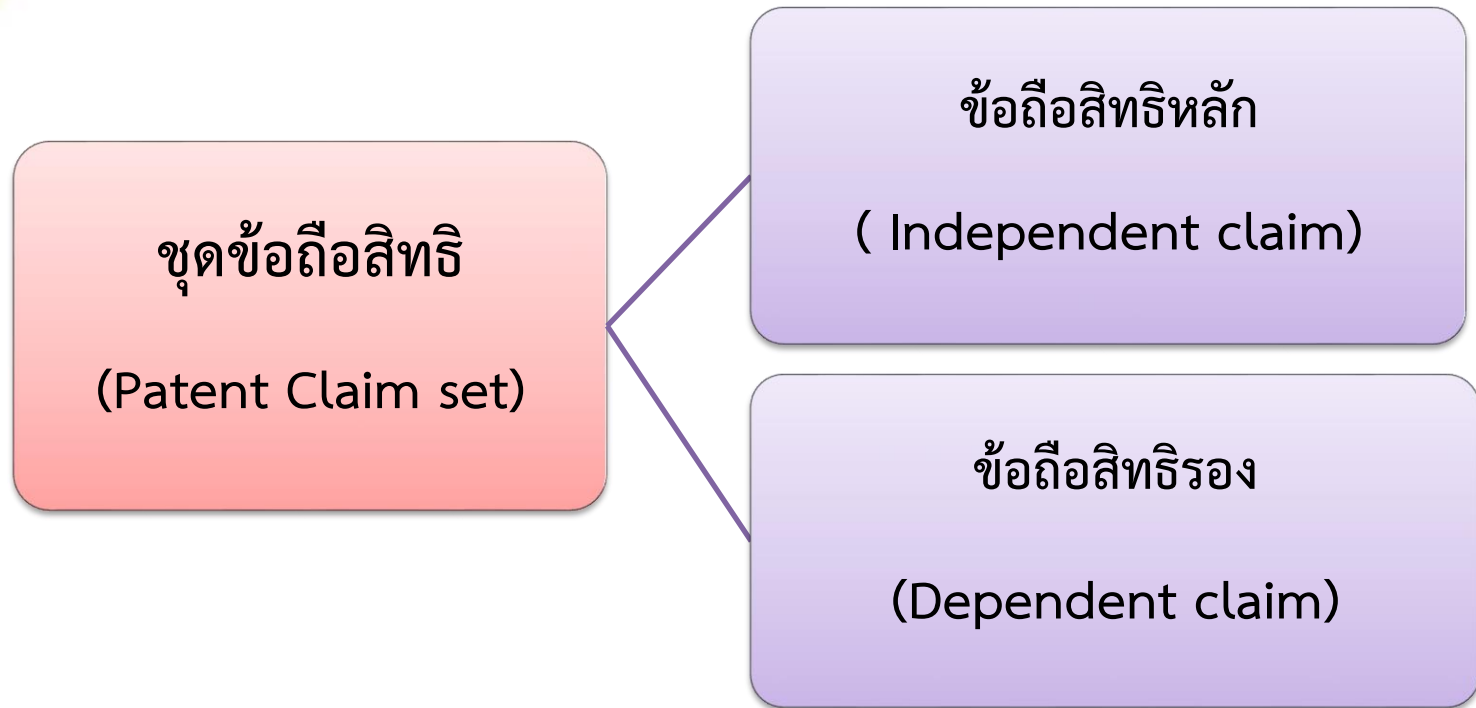 ชุดข้อถือสิทธิ
(Patent Claim set)
ข้อถือสิทธิหลัก
( Independent claim)
ข้อถือสิทธิรอง
(Dependent claim)